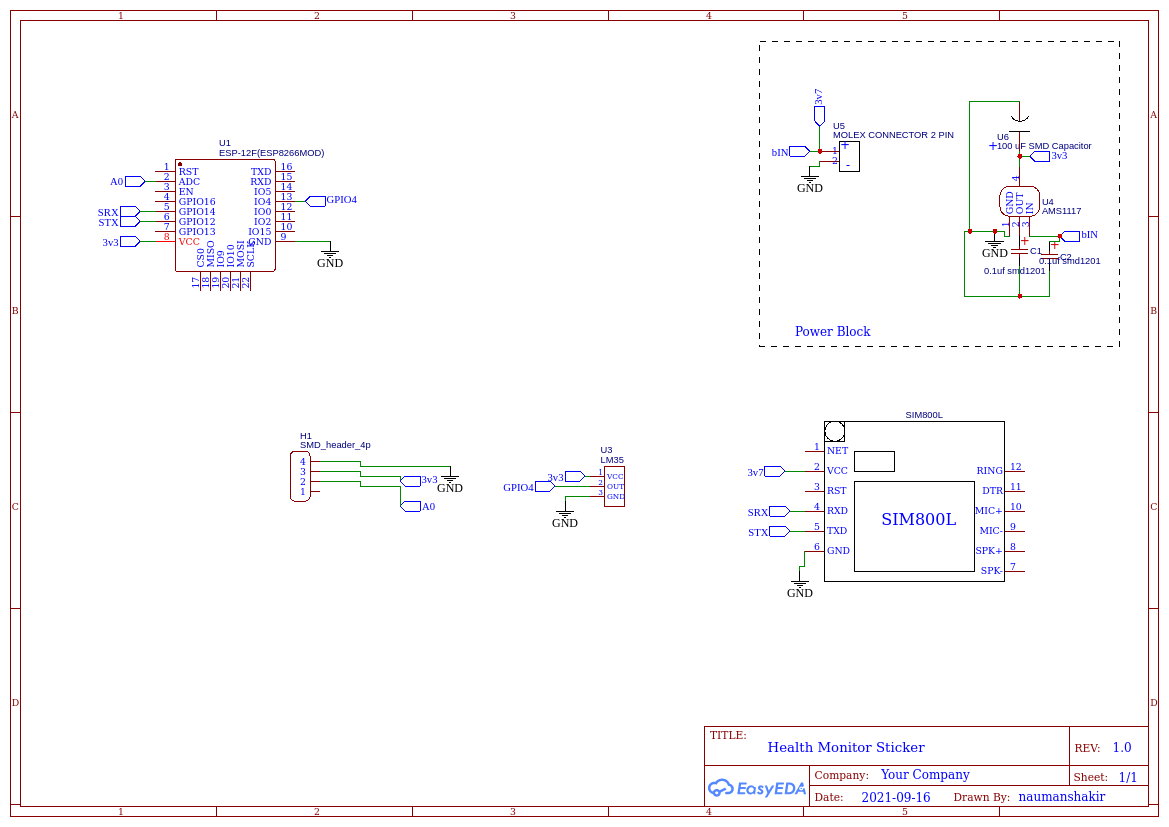 1 2 3 4 5
A
B
C
D
A
B
C
D
U1
ESP-12F(ESP8266MOD)
1 RST TXD 16
A0 2 ADC RXD 15
3 EN IO5 14
4 GPIO16 IO4 13 GPIO4
SRX 5 GPIO14 IO0 12
STX 6 GPIO12 IO2 11
7 GPIO13 IO15 10
3v3 8 VCC GND 9
GND
CS0 MISO IO9 IO10 MOSI SCLK
17 18 19 20 21 22
3v7
U5
MOLEX CONNECTOR 2 PIN
bIN 1 +
2 -
GND
U6
+100 uF SMD Capacitor
3v3
4
GND OUT IN
U4
AMS1117
1 2 3
bIN
GND
+ C1
0.1uf smd1201
+ C2
0.1uf smd1201
Power Block
H1
SMD_header_4p
4
3
2
1
3v3
GND
A0
U3
LM35
3v3 1 VCC
GPIO4 2 OUT
3 GND
GND
SIM800L
1 NET
3v7 2 VCC RING 12
3 RST DTR 11
SRX 4 RXD MIC+ 10
STX 5 TXD MIC- 9
6 GND SPK+ 8
SPK- 7
SIM800L
GND
TITLE:
Health Monitor Sticker
REV: 1.0
EasyEDA
Company: Your Company
Sheet: 1/1
Date: 2021-09-16 Drawn By: naumanshakir
1 2 3 4 5